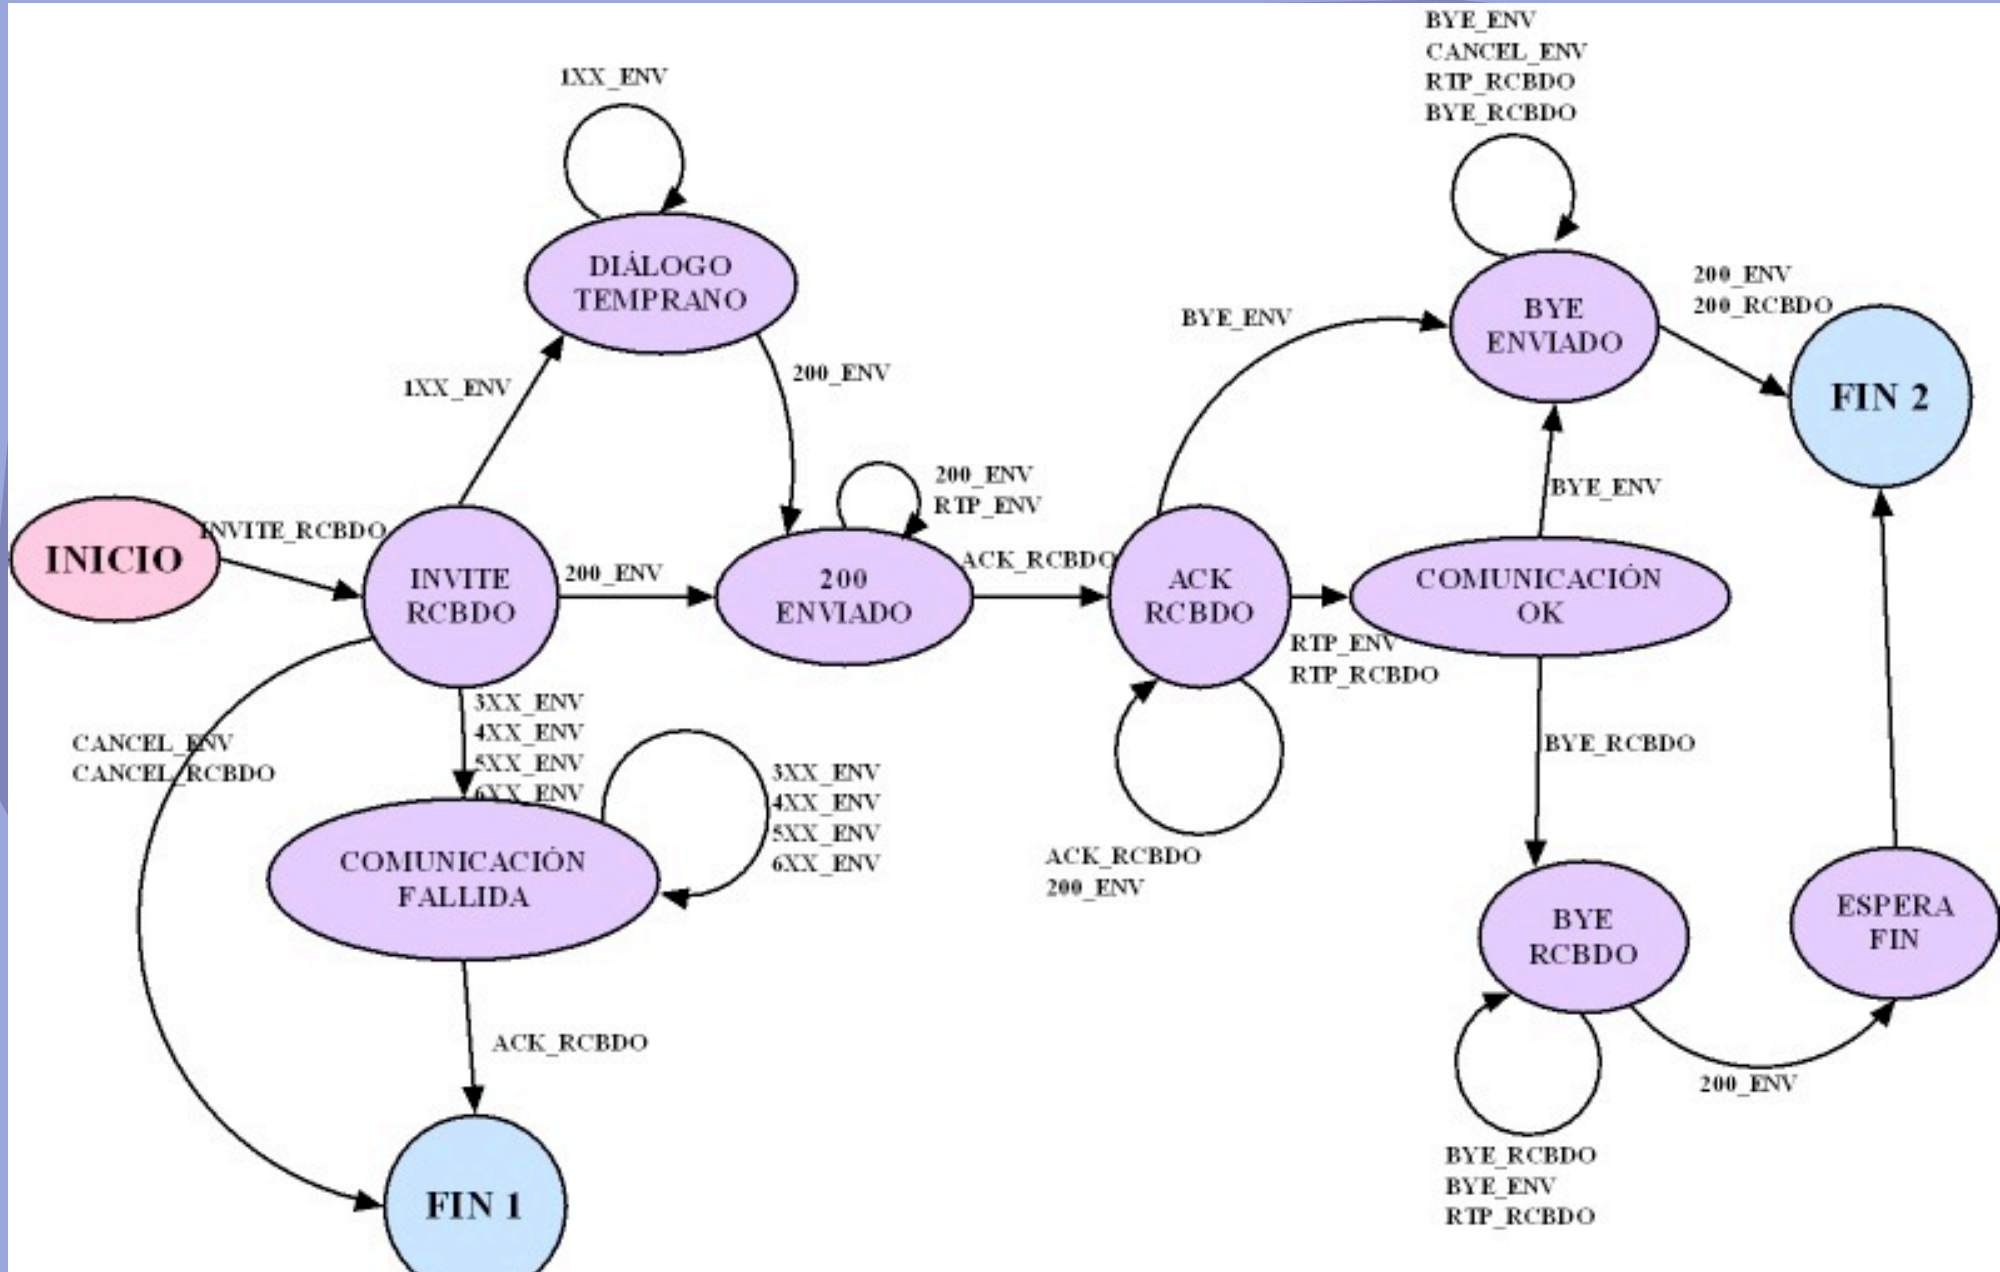 BYE_ENV
CANCEL_ENV
RTP_RCBDO
BYE_RCBDO
1XX_ENV
DIÁLOGO
TEMPRANO
200_ENV
200_RCBDO
BYE
ENVIADO
BYE_ENV
1XX_ENV
200_ENV
FIN 2
200_ENV
RTP_ENV
BYE_ENV
INICIO
INVITE_RCBDO
INVITE
RCBDO
200_ENV
200
ENVIADO
ACK_RCBDO
ACK
RCBDO
COMUNICACIÓN
OK
RTP_ENV
RTP_RCBDO
3XX_ENV
4XX_ENV
5XX_ENV
6XX_ENV
CANCEL_ENV
CANCEL_RCBDO
BYE_RCBDO
3XX_ENV
4XX_ENV
5XX_ENV
6XX_ENV
COMUNICACIÓN
FALLIDA
ACK_RCBDO
200_ENV
BYE
RCBDO
ESPERA
FIN
ACK_RCBDO
200_ENV
BYE_RCBDO
BYE_ENV
RTP_RCBDO
FIN 1